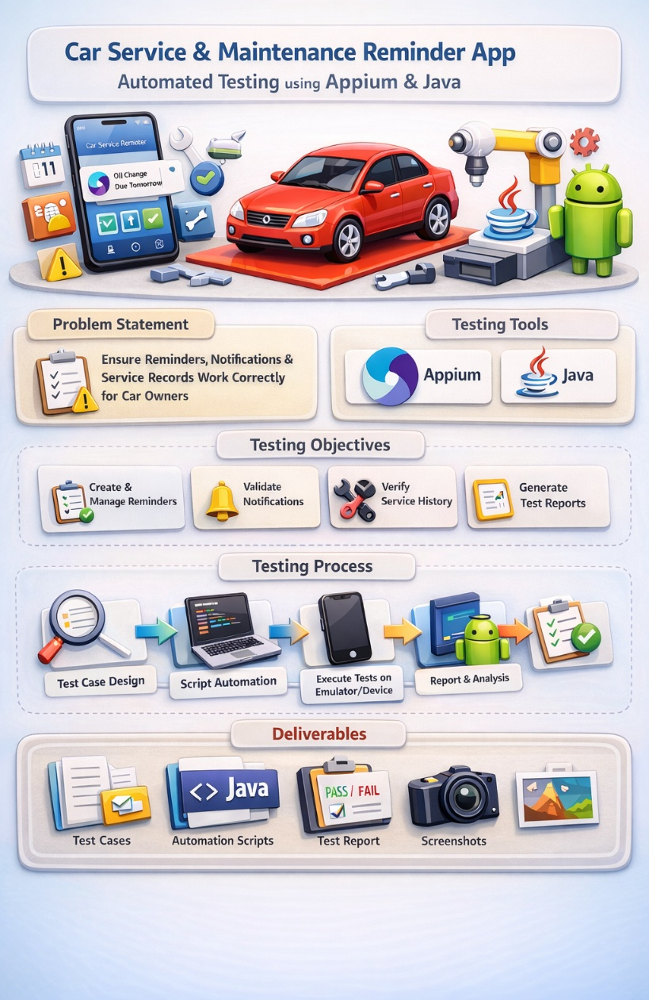 Car Service & Maintenance Reminder App
Automated Testing using Appium & Java
11
Car Service Reminter
Oll Change
Due Tomorrow
Problem Statement
Ensure Reminders, Notifications &
Service Records Work Correctly
for Car Owners
Testing Tools
Appium
Java
Testing Objectives
Create &
Manage Reminders
Validate
Notifications
Verify
Service History
Generate
Test Reports
Testing Process
Test Case Design
Script Automation
Execute Tests on
Emulator/Device
Report & Analysis
Deliverables
<> Java
PASS / FAIL
Test Cases
Automation Scripts
Test Report
Screenshots